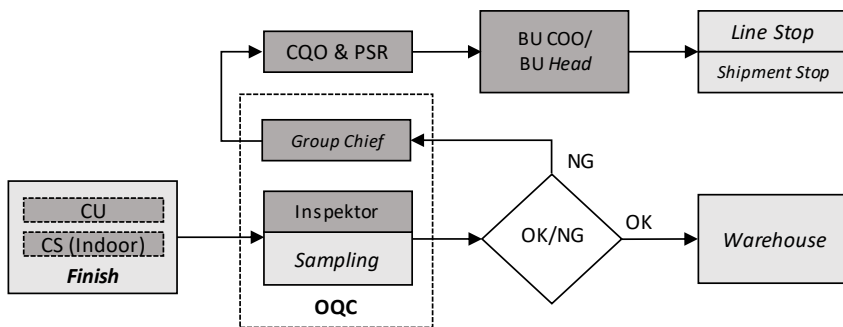 CQO & PSR
BU COO/
BU Head
Line Stop
Shipment Stop
Group Chief
NG
CU
CS (Indoor)
Finish
Inspektor
Sampling
OQC
OK/NG
OK
Warehouse